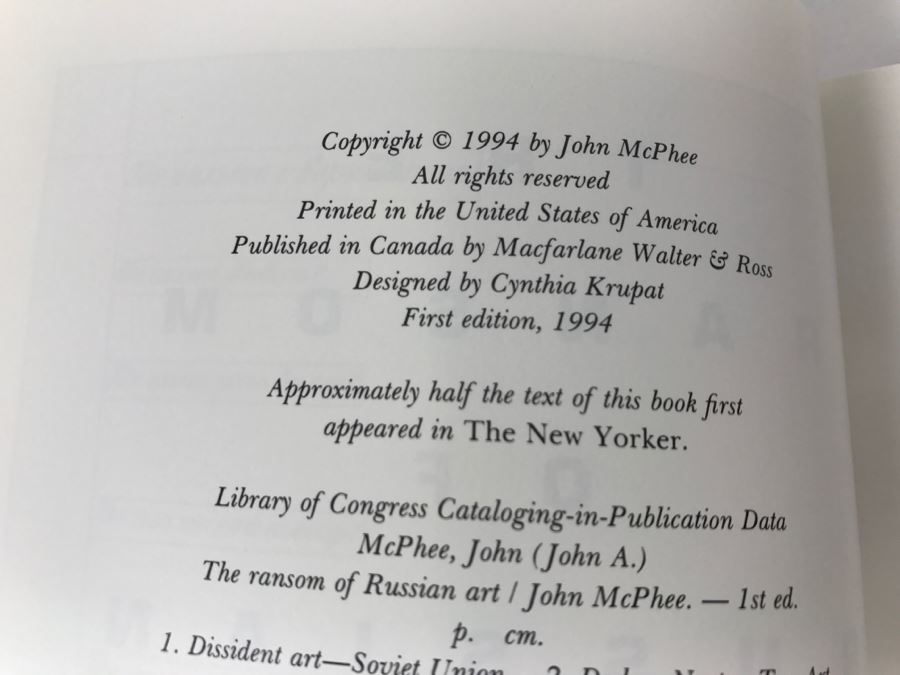 Copyright © 1994 by John McPhee
All rights reserved
Printed in the United States of America
Published in Canada by Macfarlane Walter & Ross
Designed by Cynthia Krupat
First edition, 1994
Approximately half the text of this book first
appeared in The New Yorker.
Library of Congress Cataloging-in-Publication Data
McPhee, John (John A.)
The ransom of Russian art / John McPhee. — 1st ed.
p. cm.
1. Dissident art—Soviet Union